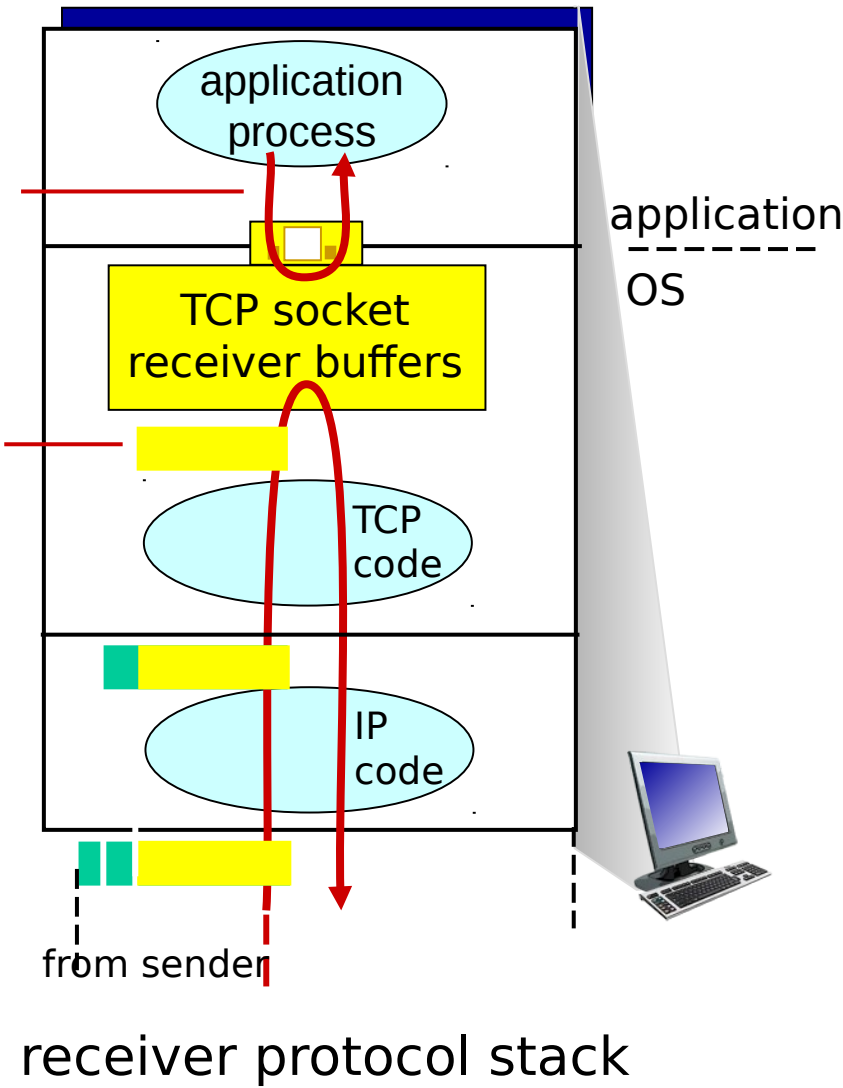 application
process
application
OS
TCP socket
receiver buffers
TCP
code
IP
code
from sender
receiver protocol stack